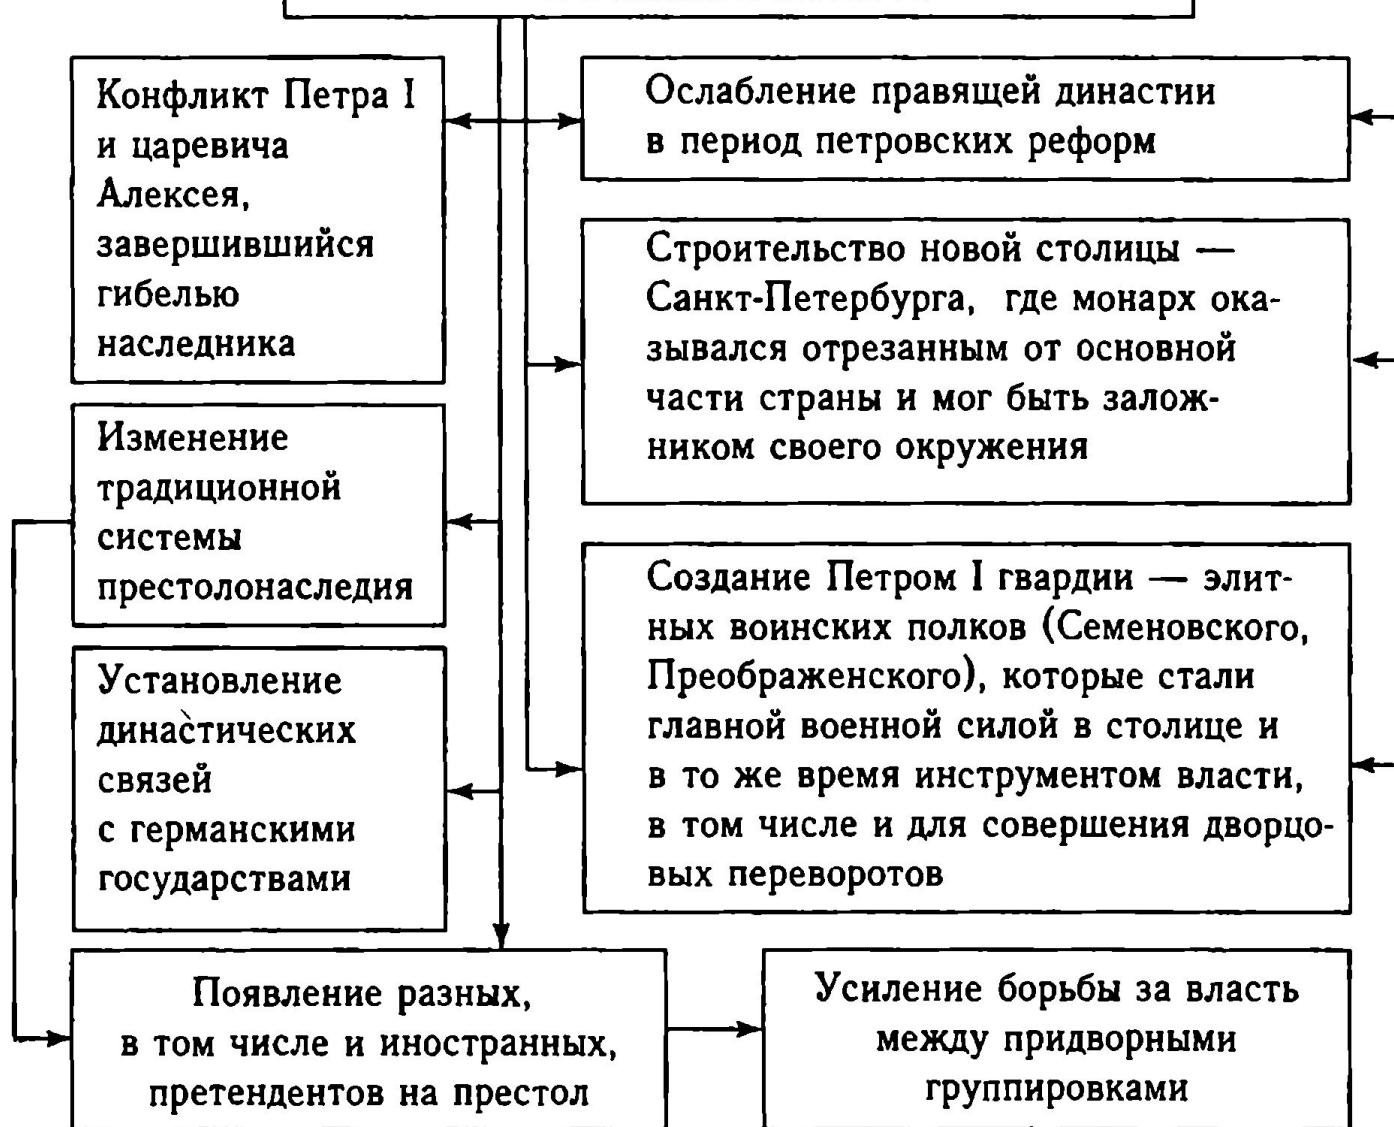 Конфликт Петра I
и царевича
Алексея,
завершившийся
гибелью
наследника
Ослабление правящей династии
в период петровских реформ
Строительство новой столицы —
Санкт-Петербурга, где монарх ока-
зывался отрезанным от основной
части страны и мог быть залож-
ником своего окружения
Изменение
традиционной
системы
престолонаследия
Создание Петром I гвардии — элит-
ных воинских полков (Семеновского,
Преображенского), которые стали
главной военной силой в столице и
в то же время инструментом власти,
в том числе и для совершения дворцо-
вых переворотов
Установление
династических
связей
с германскими
государствами
Появление разных,
в том числе и иностранных,
претендентов на престол
Усиление борьбы за власть
между придворными
группировками